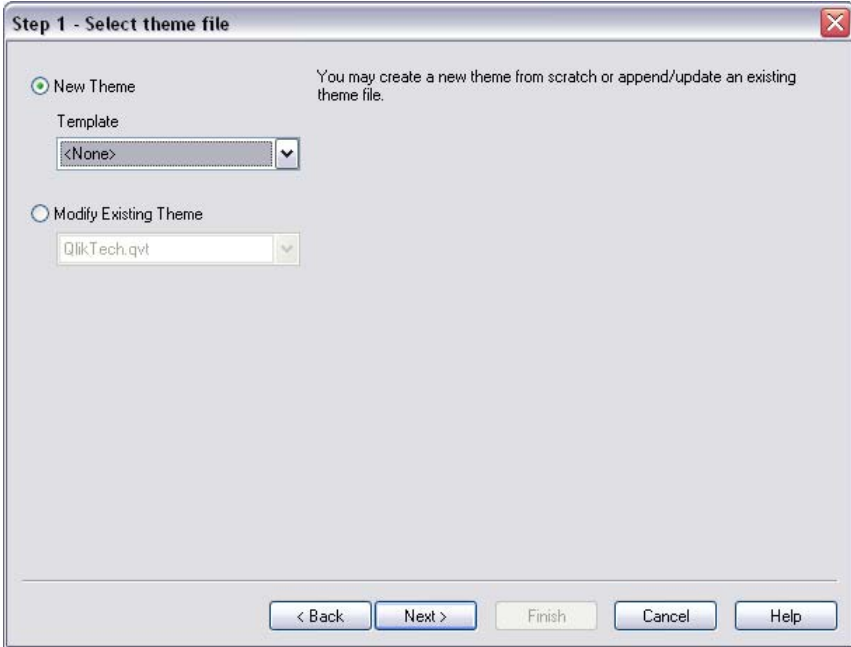 Step 1 - Select theme file
New Theme
You may create a new theme from scratch or append/update an existing
theme file.
Template
<None>
Modify Existing Theme
QlikTech.qvt
< Back
Next >
Finish
Cancel
Help